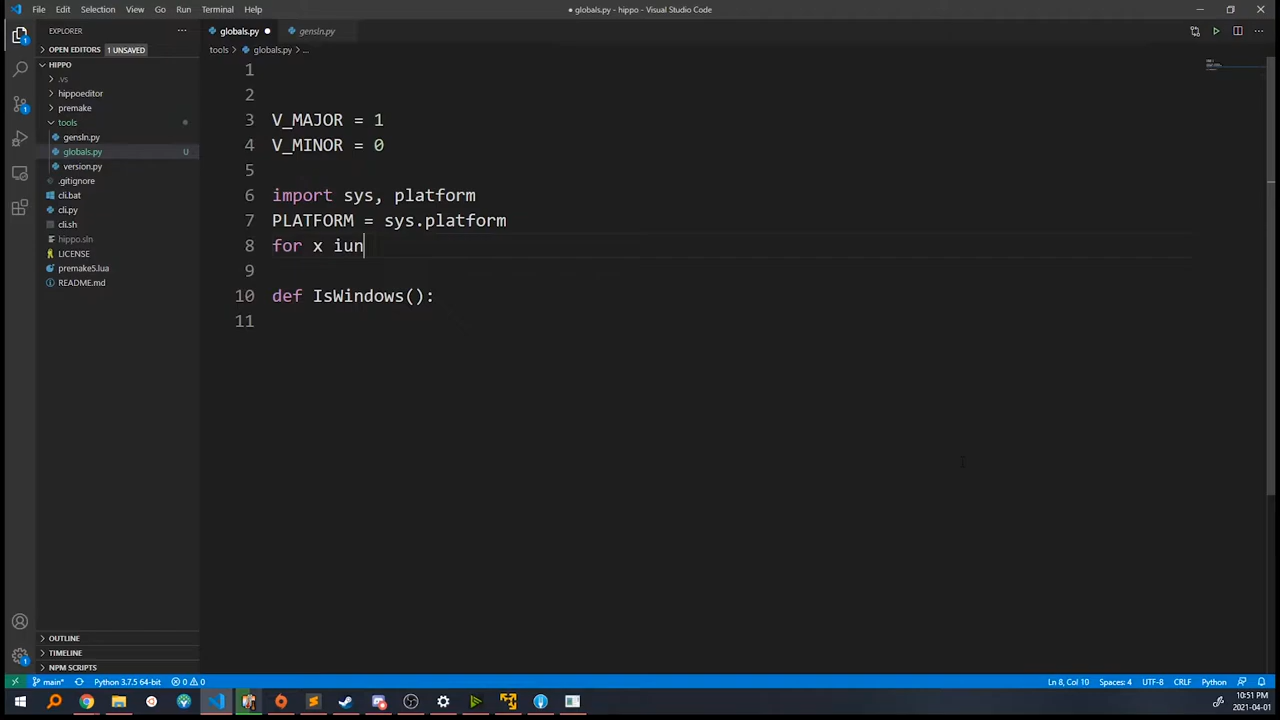 File Edit Selection View Go Run Terminal Help
● globals.py - hippo - Visual Studio Code
EXPLORER
OPEN EDITORS 1 UNSAVED
HIPPO
.vs
hippoeditor
premake
tools
gensln.py
globals.py U
version.py
.gitignore
cli.bat
cli.py
cli.sh
hippo.sln
LICENSE
premake5.lua
README.md
OUTLINE
TIMELINE
NPM SCRIPTS
globals.py gensln.py
tools > globals.py > ...
1
2
3 V_MAJOR = 1
4 V_MINOR = 0
5
6 import sys, platform
7 PLATFORM = sys.platform
8 for x iun
9
10 def IsWindows():
11
main* Python 3.7.5 64-bit 0 0 Ln 8, Col 10 Spaces: 4 UTF-8 CRLF Python
10:51 PM
2021-04-01